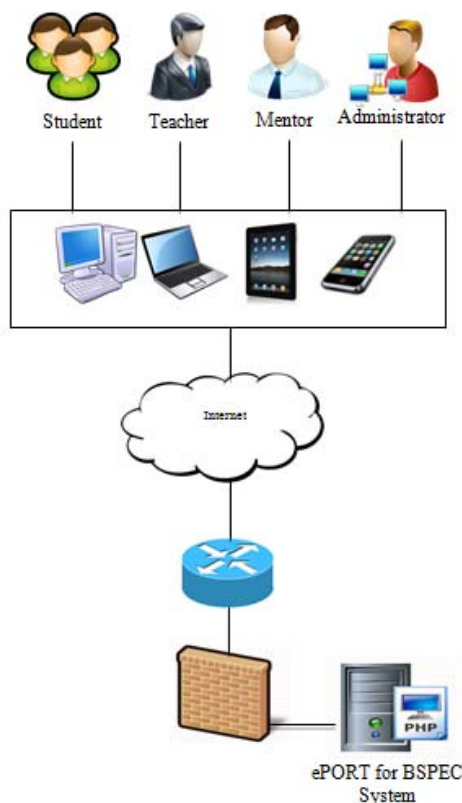 Student Teacher Mentor Administrator
Internet
PHP
ePORT for BSPEC
System